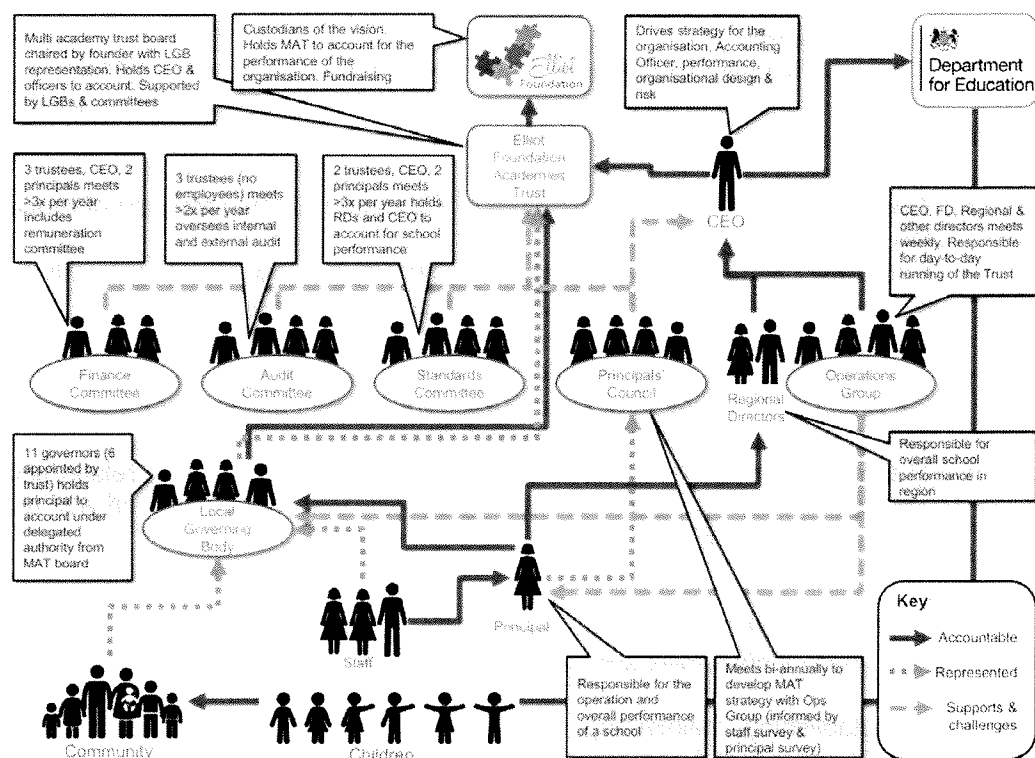 Multi academy trust board
chaired by founder with LGB
representation. Holds CEO &
officers to account. Supported
by LGBs & committees
Custodians of the vision.
Holds MAT to account for the
performance of the
organisation. Fundraising
Elliot
Foundation
Drives strategy for the
organisation, Accounting
Officer, performance,
organisational design &
risk
Department
for Education
Elliot
Foundation
Academies
Trust
CEO
3 trustees, CEO, 2
principals meets
>3x per year
includes
remuneration
committee
3 trustees (no
employees) meets
>2x per year
oversees internal
and external audit
2 trustees, CEO, 2
principals meets
>3x per year holds
RDs and CEO to
account for school
performance
CEO, FD, Regional &
other directors meets
weekly. Responsible
for day-to-day
running of the Trust
Finance
Committee
Audit
Committee
Standards
Committee
Principals'
Council
Regional
Directors
Operations
Group
11 governors (6
appointed by
trust) holds
principal to
account under
delegated
authority from
MAT board
Local
Governing
Body
Responsible for
overall school
performance in
region
Staff
Principal
Responsible for the
operation and
overall performance
of a school
Meets bi-annually to
develop MAT
strategy with Ops
Group (informed by
staff survey &
principal survey)
Key
Accountable
Represented
Supports &
challenges
Community
Children